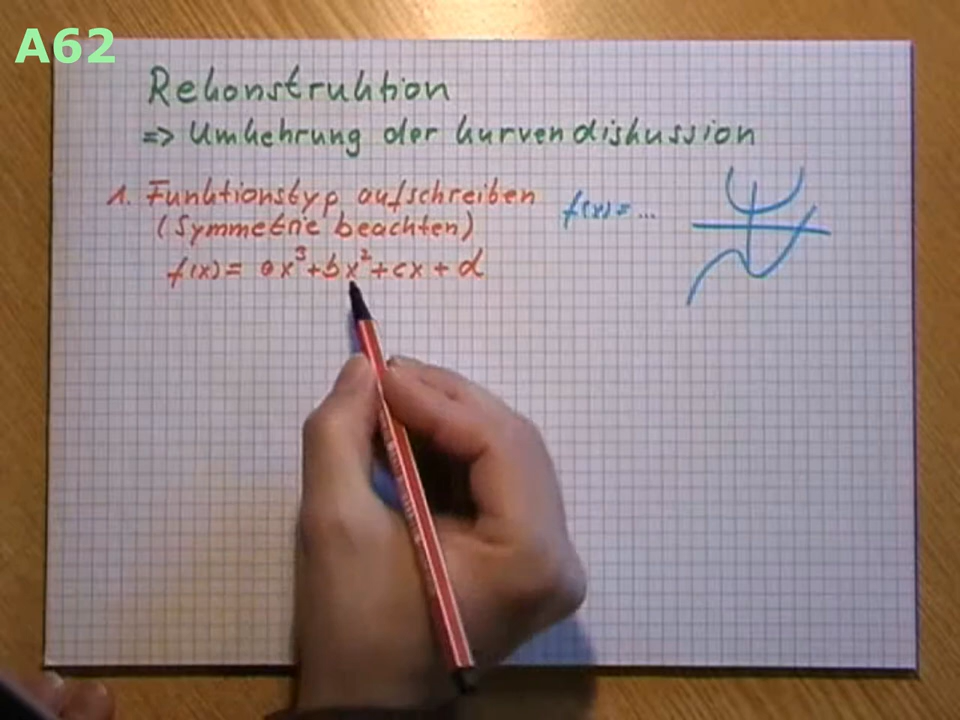 A62
Rekonstruktion
=> Umkehrung der kurvendiskussion
1. Funktionstyp aufschreiben
(Symmetrie beachten)
f(x) = ax³+bx²+cx+d
f(x) = ...